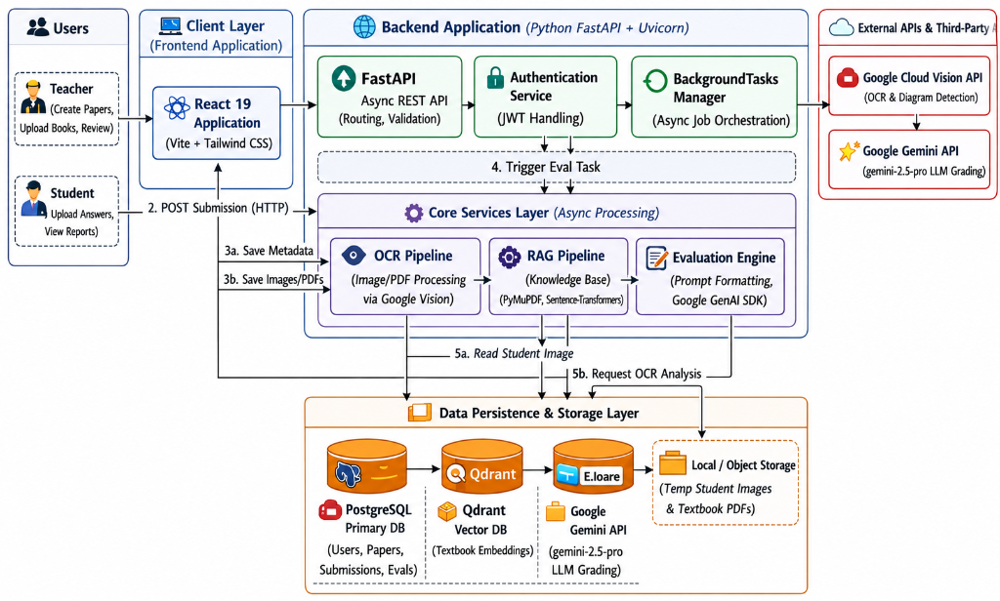 Users
Teacher
(Create Papers,
Upload Books, Review)
Student
(Upload Answers,
View Reports)
Client Layer
(Frontend Application)
React 19
Application
(Vite + Tailwind CSS)
Backend Application (Python FastAPI + Uvicorn)
FastAPI
Async REST API
(Routing, Validation)
Authentication
Service
(JWT Handling)
BackgroundTasks
Manager
(Async Job Orchestration)
External APIs & Third-Party
Google Cloud Vision API
(OCR & Diagram Detection)
Google Gemini API
(gemini-2.5-pro LLM Grading)
4. Trigger Eval Task
2. POST Submission (HTTP)
3a. Save Metadata
3b. Save Images/PDFs
Core Services Layer (Async Processing)
OCR Pipeline
(Image/PDF Processing
via Google Vision)
RAG Pipeline
(Knowledge Base)
(PyMuPDF, Sentence-Transformers)
Evaluation Engine
(Prompt Formatting,
Google GenAI SDK)
5a. Read Student Image
5b. Request OCR Analysis
Data Persistence & Storage Layer
Qdrant
E.loare
PostgreSQL
Primary DB
(Users, Papers,
Submissions, Evals)
Qdrant
Vector DB
(Textbook Embeddings)
Google
Gemini API
(gemini-2.5-pro
LLM Grading)
Local / Object Storage
(Temp Student Images
& Textbook PDFs)